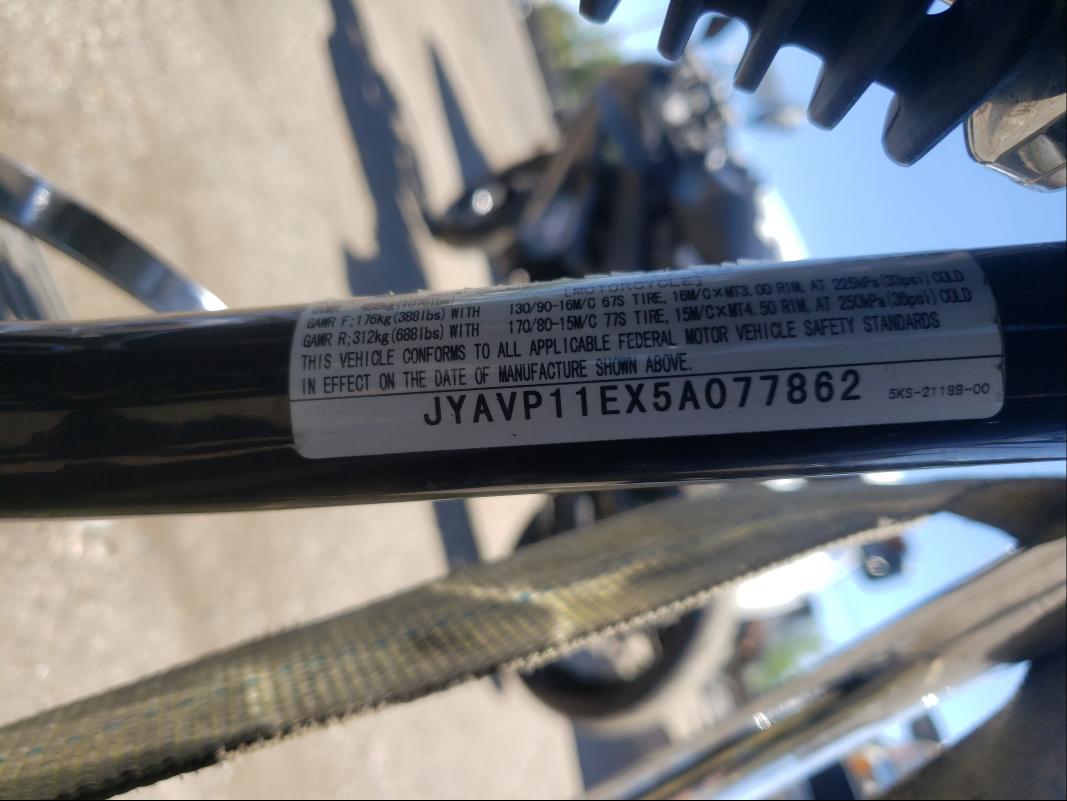 [MOTORCYCLE]
GAWR F;176kg(388lbs) WITH 130/90-16M/C 67S TIRE, 16M/C×MT3.00 RIM, AT 225kPa(33psi) COLD
GAWR R;312kg(688lbs) WITH 170/80-15M/C 77S TIRE, 15M/C×MT4.50 RIM, AT 250kPa(36psi) COLD
THIS VEHICLE CONFORMS TO ALL APPLICABLE FEDERAL MOTOR VEHICLE SAFETY STANDARDS
IN EFFECT ON THE DATE OF MANUFACTURE SHOWN ABOVE.
JYAVP11EX5A077862 5KS-2118B-00